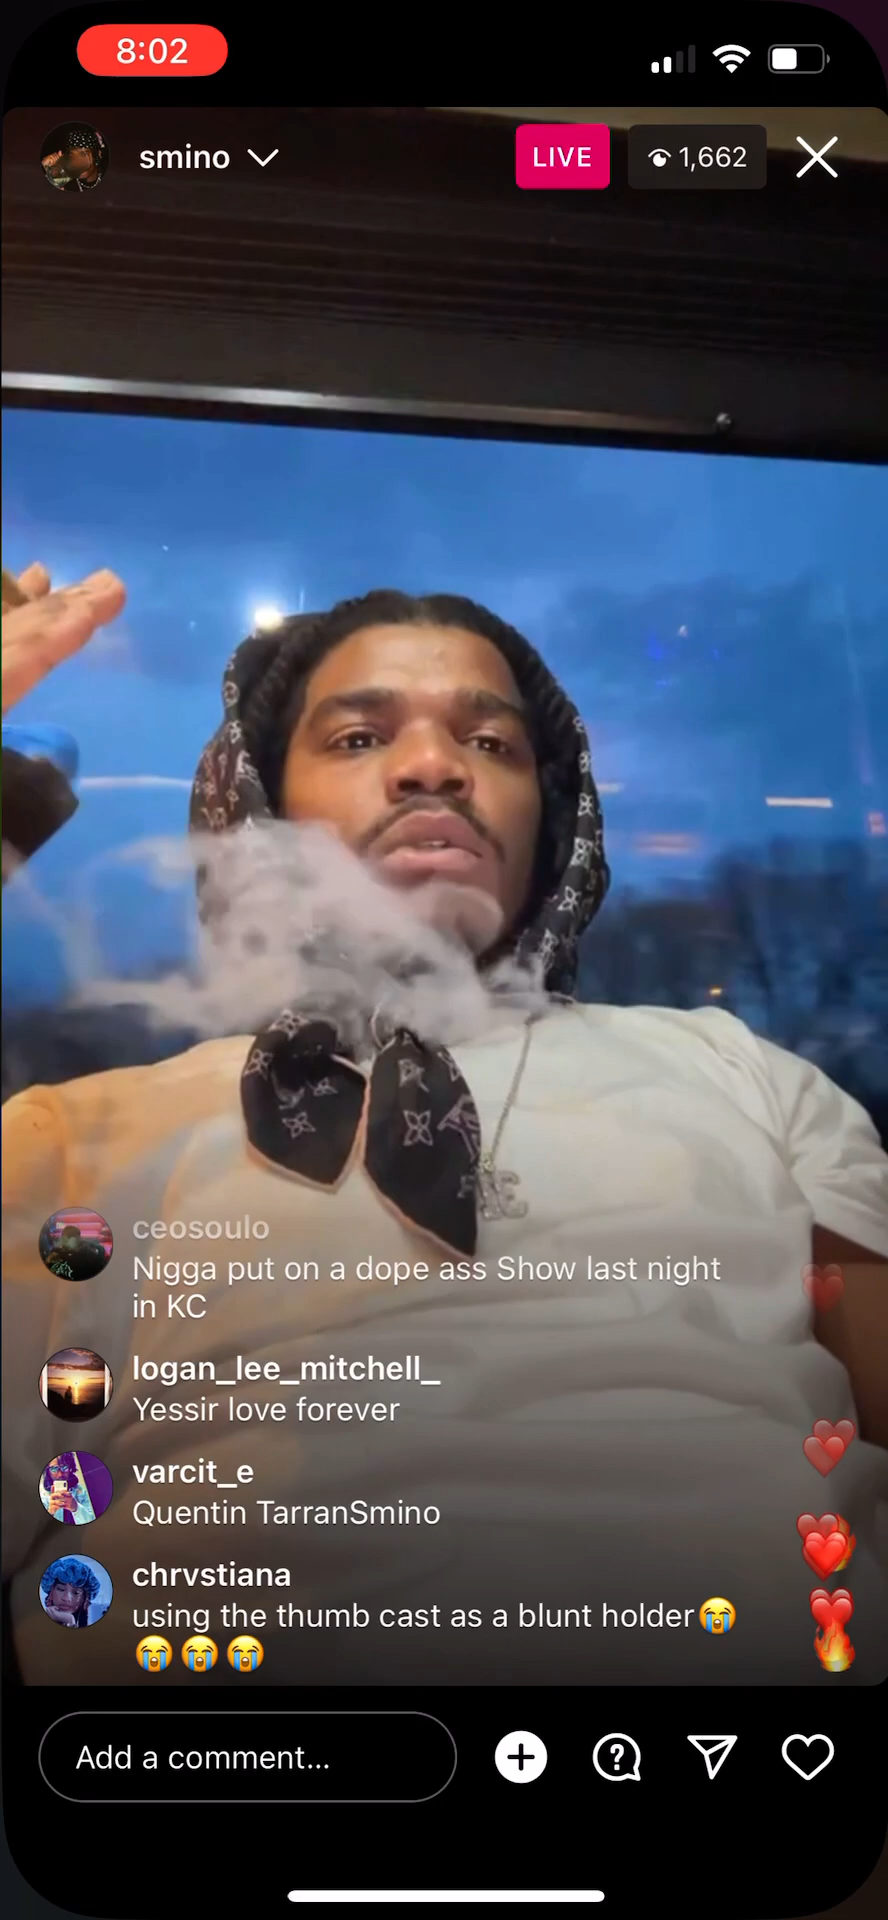 8:02
smino
LIVE
1,662
ceosoulo
Nigga put on a dope ass Show last night
in KC
logan_lee_mitchell_
Yessir love forever
varcit_e
Quentin TarranSmino
chrvstiana
using the thumb cast as a blunt holder😭
😭😭😭
Add a comment...